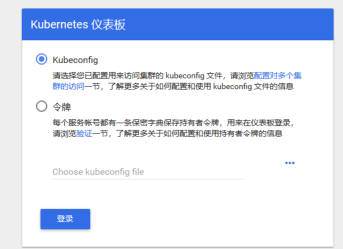 Kubernetes 仪表板
Kubeconfig
请选择您已配置用来访问集群的 kubeconfig 文件，请浏览配置对多个集
群的访问一节，了解更多关于如何配置和使用 kubeconfig 文件的信息
令牌
每个服务帐号都有一条保密字典保存持有者令牌，用来在仪表板登录，
请浏览验证一节，了解更多关于如何配置和使用持有者令牌的信息
Choose kubeconfig file
登录